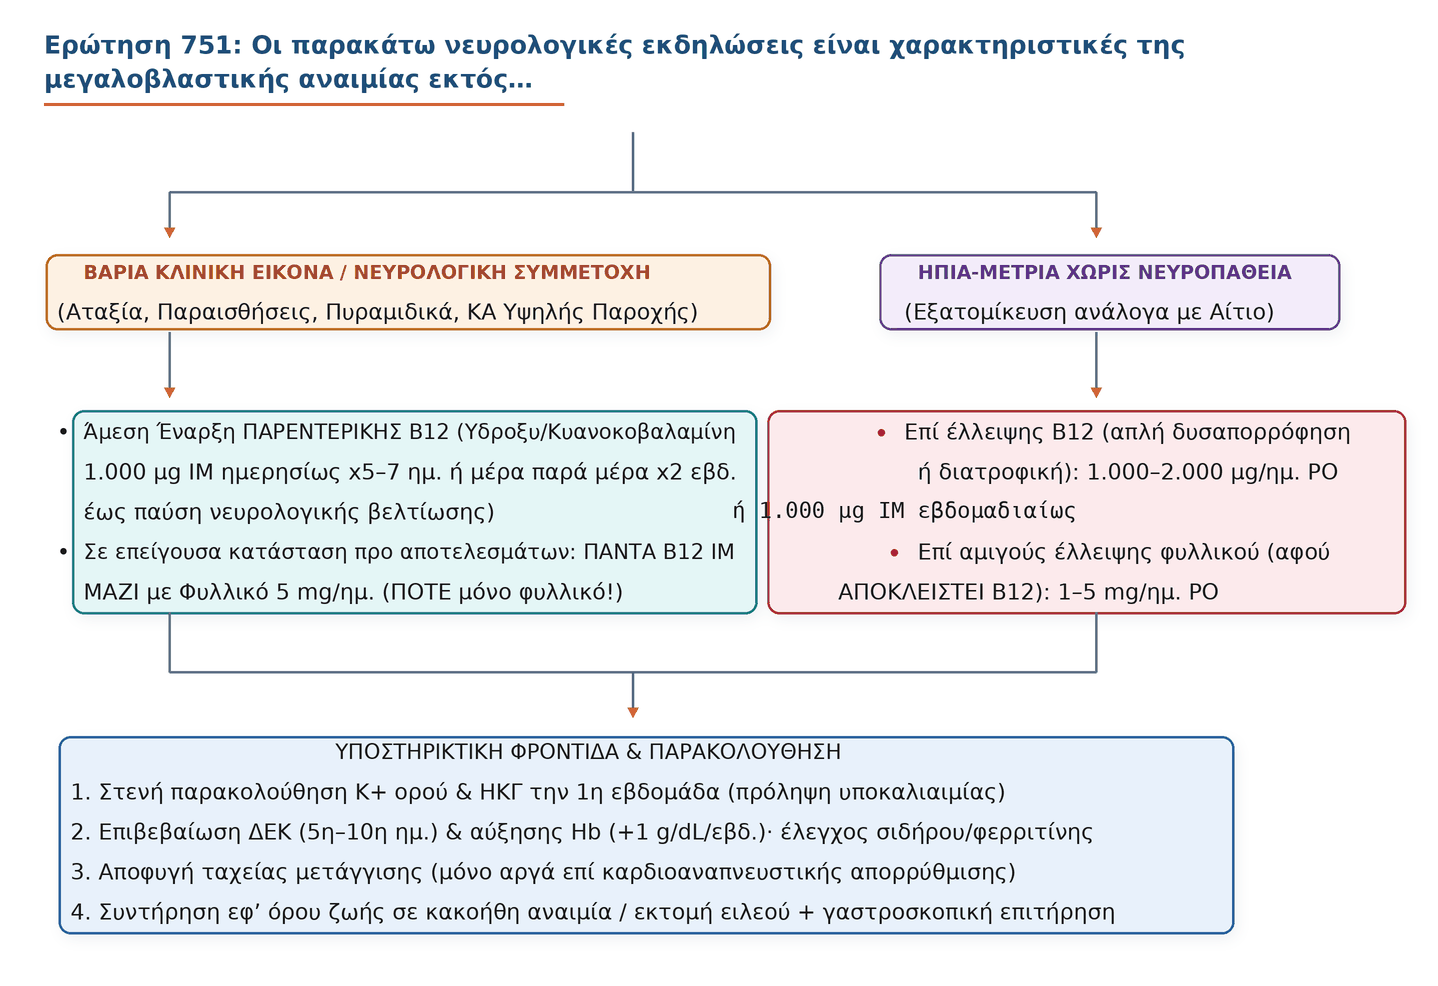 Ερώτηση 751: Οι παρακάτω νευρολογικές εκδηλώσεις είναι χαρακτηριστικές της
μεγαλοβλαστικής αναιμίας εκτός…
ΒΑΡΙΑ ΚΛΙΝΙΚΗ ΕΙΚΟΝΑ / ΝΕΥΡΟΛΟΓΙΚΗ ΣΥΜΜΕΤΟΧΗ
(Αταξία, Παραισθήσεις, Πυραμιδικά, ΚΑ Υψηλής Παροχής)
ΗΠΙΑ-ΜΕΤΡΙΑ ΧΩΡΙΣ ΝΕΥΡΟΠΑΘΕΙΑ
(Εξατομίκευση ανάλογα με Αίτιο)
• Άμεση Έναρξη ΠΑΡΕΝΤΕΡΙΚΗΣ Β12 (Υδροξυ/Κυανοκοβαλαμίνη
1.000 μg IM ημερησίως x5–7 ημ. ή μέρα παρά μέρα x2 εβδ.
έως παύση νευρολογικής βελτίωσης)
• Σε επείγουσα κατάσταση προ αποτελεσμάτων: ΠΑΝΤΑ Β12 ΙΜ
ΜΑΖΙ με Φυλλικό 5 mg/ημ. (ΠΟΤΕ μόνο φυλλικό!)
• Επί έλλειψης Β12 (απλή δυσαπορρόφηση
ή διατροφική): 1.000–2.000 μg/ημ. PO
ή 1.000 μg IM εβδομαδιαίως
• Επί αμιγούς έλλειψης φυλλικού (αφού
ΑΠΟΚΛΕΙΣΤΕΙ Β12): 1–5 mg/ημ. PO
ΥΠΟΣΤΗΡΙΚΤΙΚΗ ΦΡΟΝΤΙΔΑ & ΠΑΡΑΚΟΛΟΥΘΗΣΗ
1. Στενή παρακολούθηση Κ+ ορού & ΗΚΓ την 1η εβδομάδα (πρόληψη υποκαλιαιμίας)
2. Επιβεβαίωση ΔΕΚ (5η–10η ημ.) & αύξησης Hb (+1 g/dL/εβδ.)· έλεγχος σιδήρου/φερριτίνης
3. Αποφυγή ταχείας μετάγγισης (μόνο αργά επί καρδιοαναπνευστικής απορρύθμισης)
4. Συντήρηση εφ’ όρου ζωής σε κακοήθη αναιμία / εκτομή ειλεού + γαστροσκοπική επιτήρηση